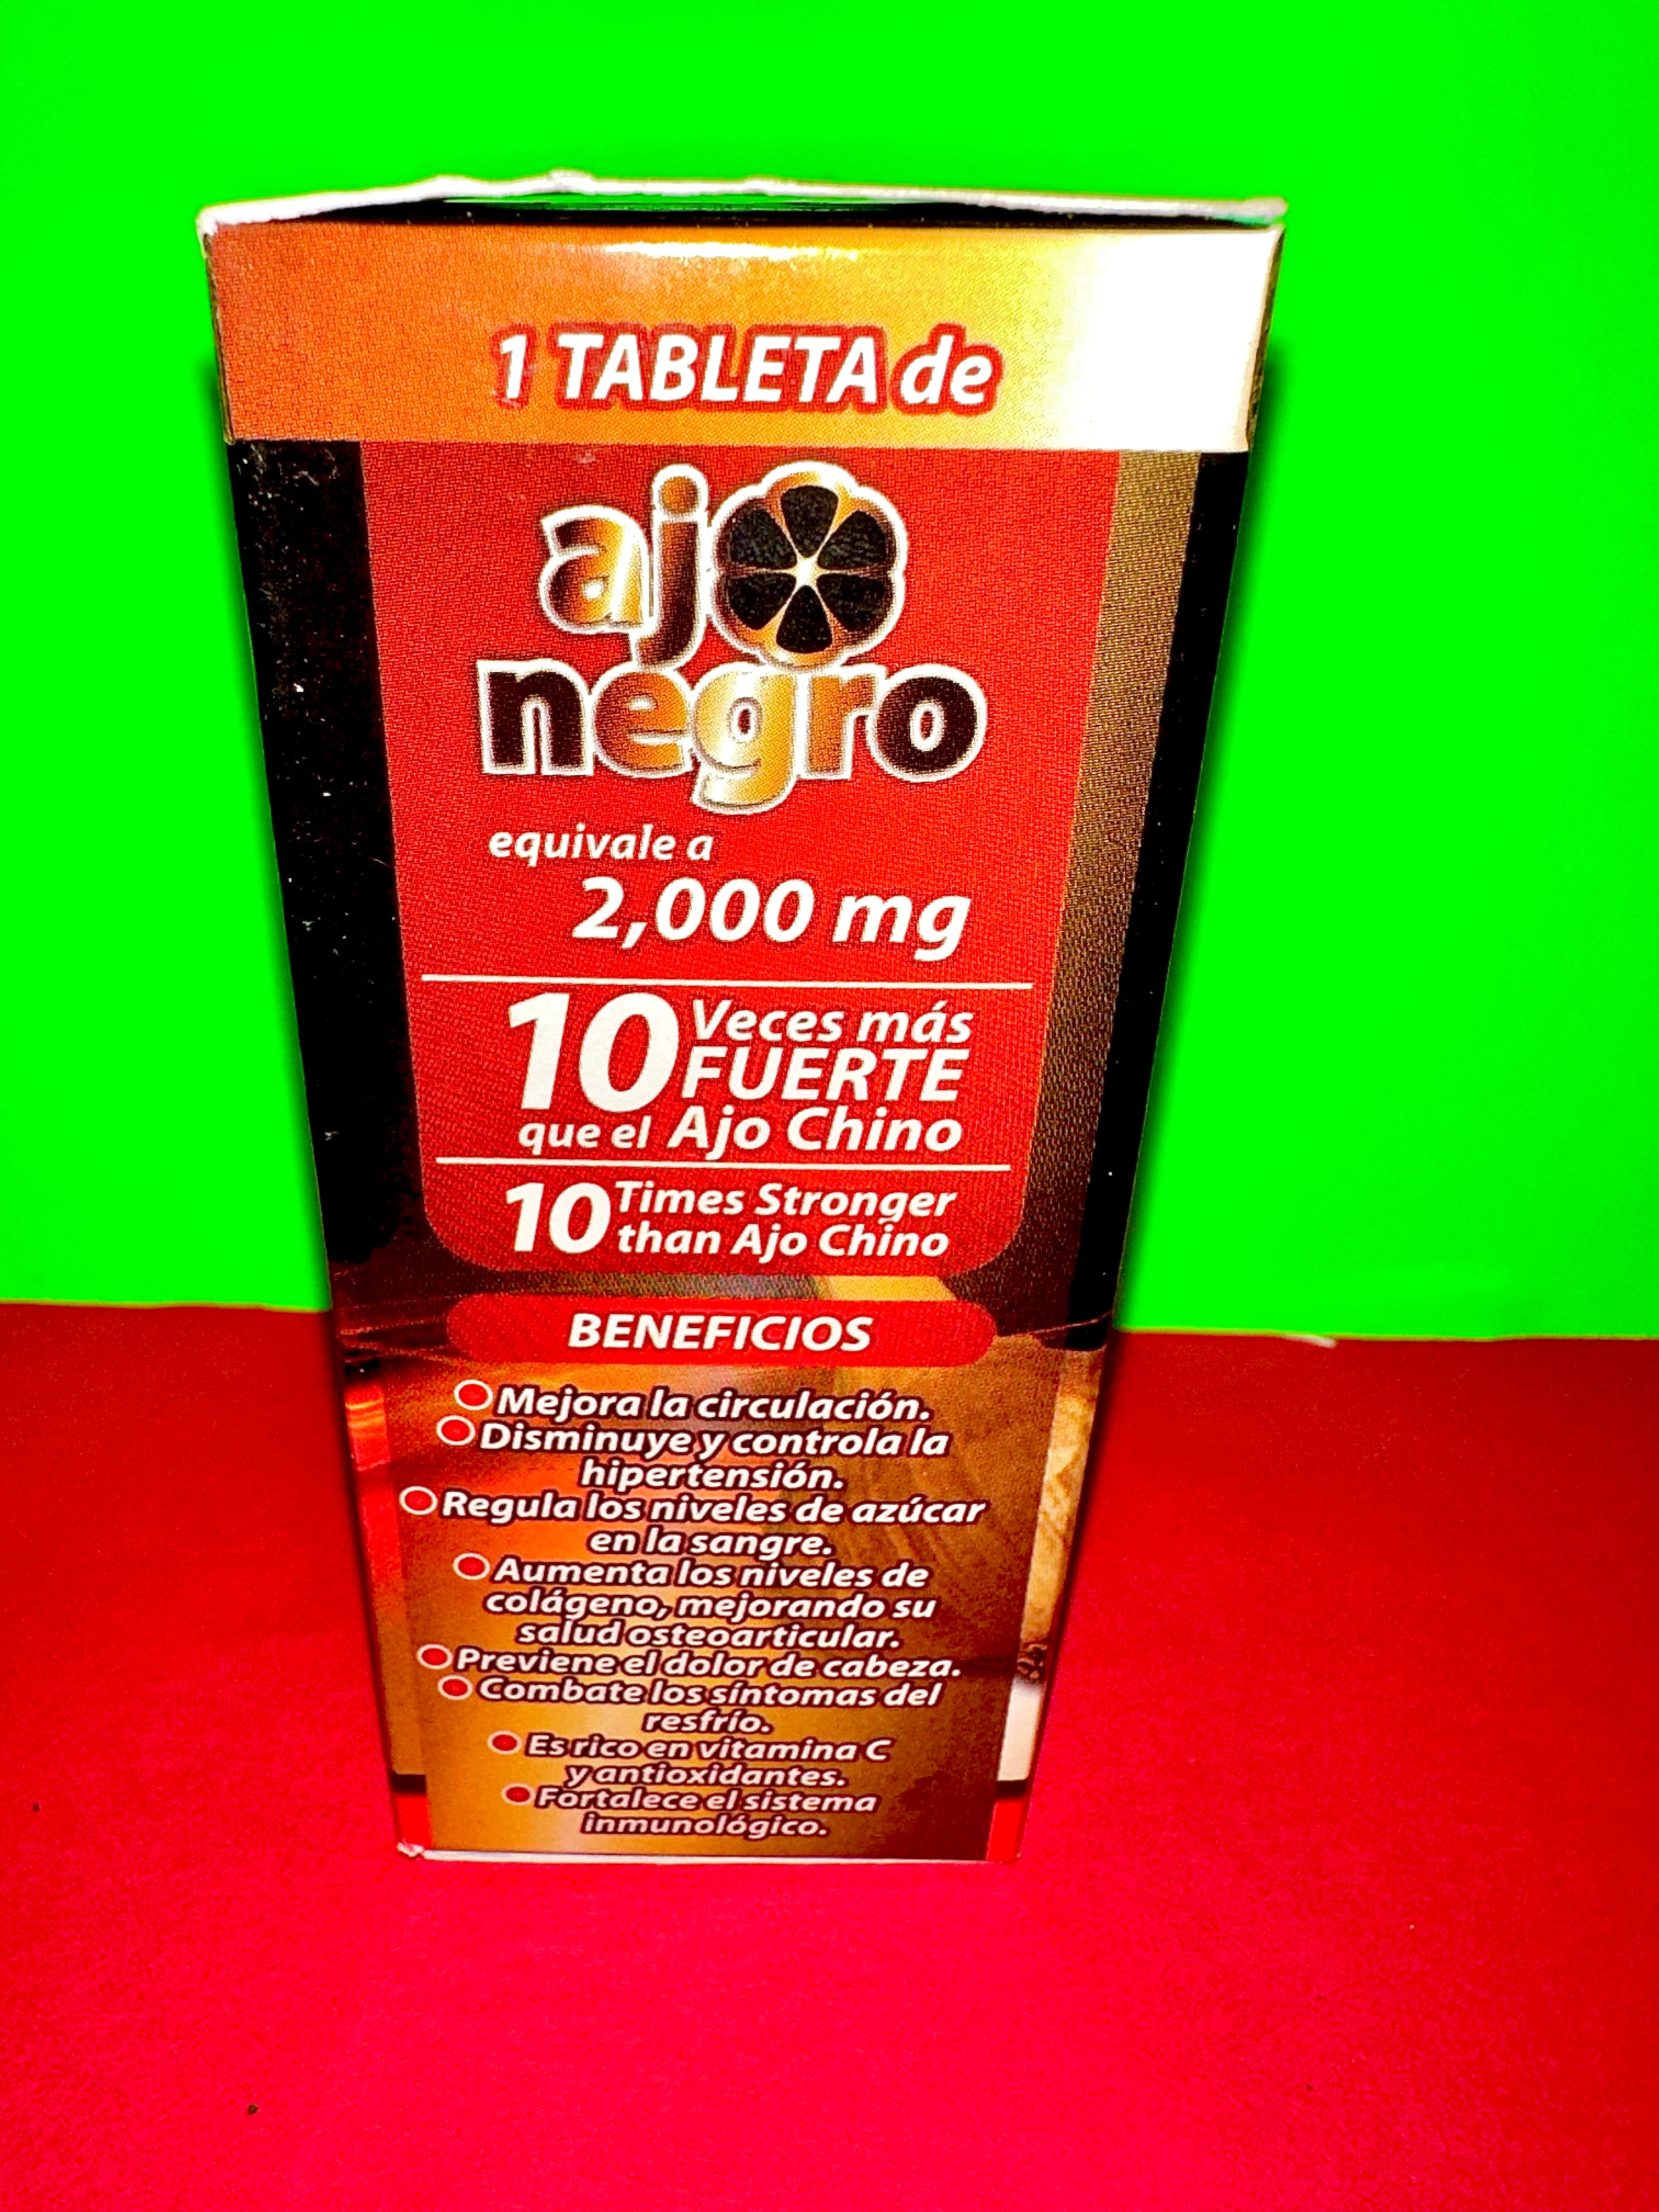 1 TABLETA de
ajo
negro
equivale a
2,000 mg
10 Veces más
FUERTE
que el Ajo Chino
10 Times Stronger
than Ajo Chino
BENEFICIOS
Mejora la circulación.
Disminuye y controla la
hipertensión.
Regula los niveles de azúcar
en la sangre.
Aumenta los niveles de
colágeno, mejorando su
salud osteoarticular.
Previene el dolor de cabeza.
Combate los síntomas del
resfrío.
Es rico en vitamina C
y antioxidantes.
Fortalece el sistema
inmunológico.